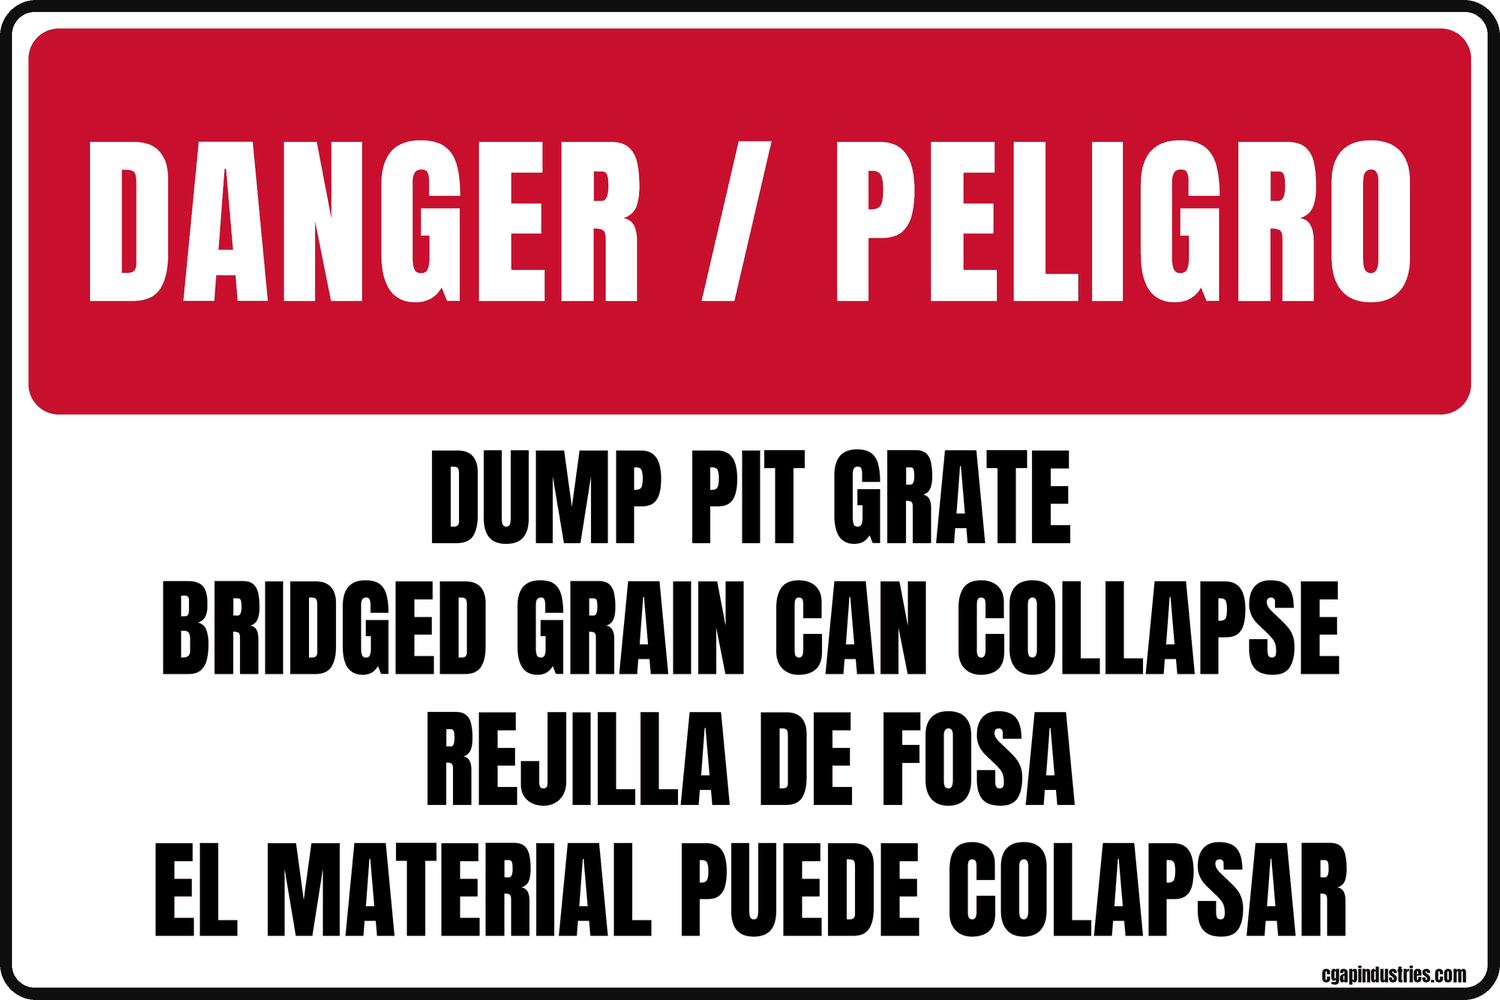 DANGER / PELIGRO
DUMP PIT GRATE
BRIDGED GRAIN CAN COLLAPSE
REJILLA DE FOSA
EL MATERIAL PUEDE COLAPSAR
cgapindustries.com